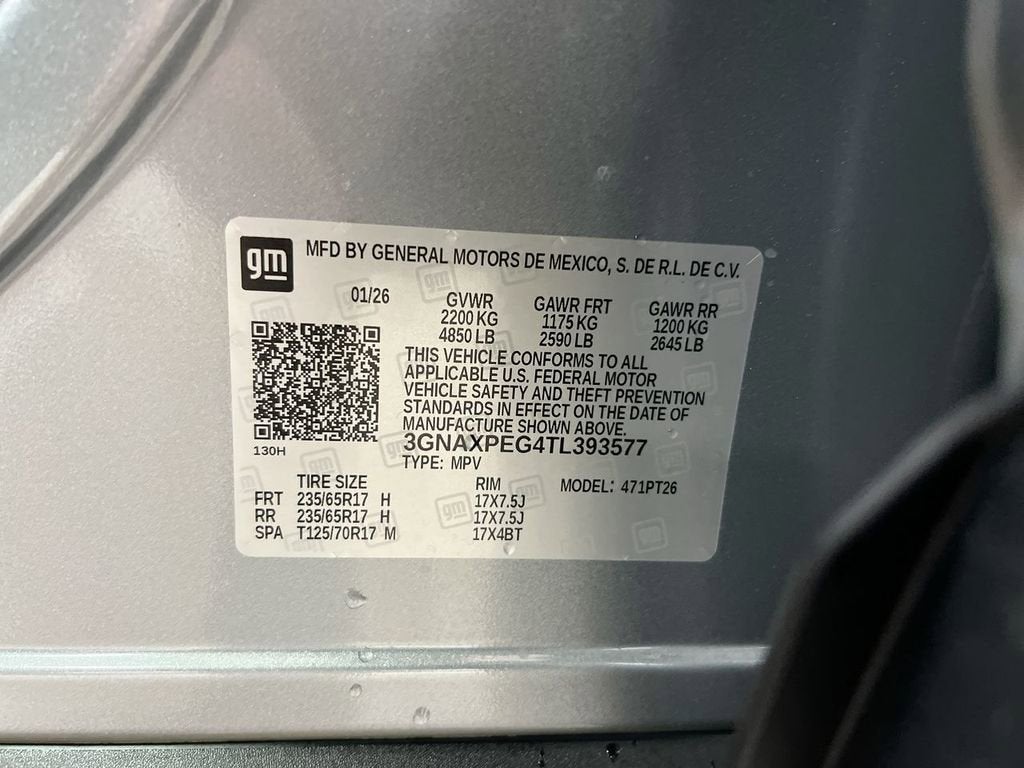 gm MFD BY GENERAL MOTORS DE MEXICO, S. DE R.L. DE C.V.
01/26 GVWR GAWR FRT GAWR RR
2200 KG 1175 KG 1200 KG
4850 LB 2590 LB 2645 LB
THIS VEHICLE CONFORMS TO ALL
APPLICABLE U.S. FEDERAL MOTOR
VEHICLE SAFETY AND THEFT PREVENTION
STANDARDS IN EFFECT ON THE DATE OF
MANUFACTURE SHOWN ABOVE.
130H 3GNAXPEG4TL393577
TYPE: MPV
TIRE SIZE RIM MODEL: 471PT26
FRT 235/65R17 H 17X7.5J
RR 235/65R17 H 17X7.5J
SPA T125/70R17 M 17X4BT